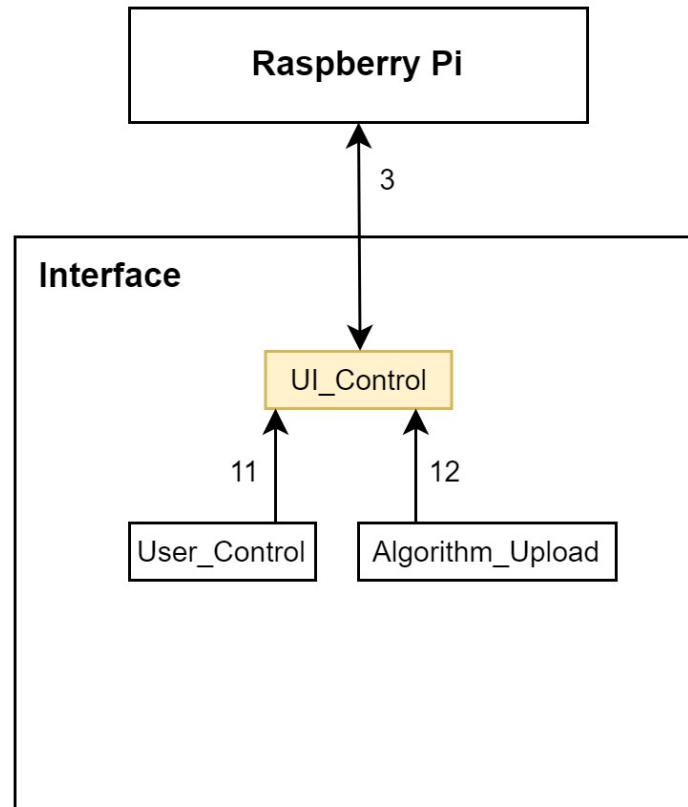 Raspberry Pi
3
Interface
UI_Control
11
12
User_Control
Algorithm_Upload